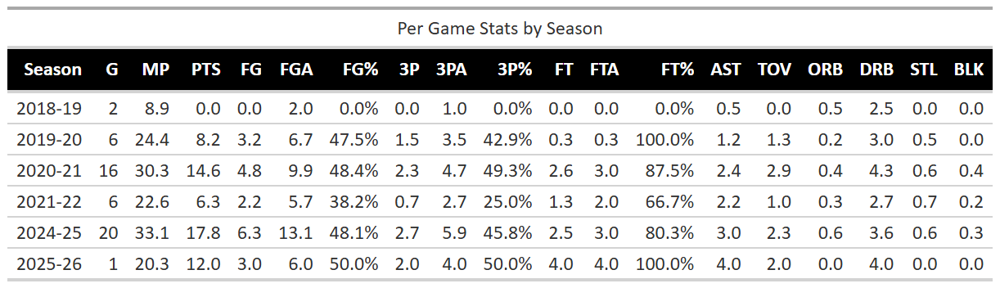 Per Game Stats by Season
Season G MP PTS FG FGA FG% 3P 3PA 3P% FT FTA FT% AST TOV ORB DRB STL BLK
2018-19 2 8.9 0.0 0.0 2.0 0.0% 0.0 1.0 0.0% 0.0 0.0 0.0% 0.5 0.0 0.5 2.5 0.0 0.0
2019-20 6 24.4 8.2 3.2 6.7 47.5% 1.5 3.5 42.9% 0.3 0.3 100.0% 1.2 1.3 0.2 3.0 0.5 0.0
2020-21 16 30.3 14.6 4.8 9.9 48.4% 2.3 4.7 49.3% 2.6 3.0 87.5% 2.4 2.9 0.4 4.3 0.6 0.4
2021-22 6 22.6 6.3 2.2 5.7 38.2% 0.7 2.7 25.0% 1.3 2.0 66.7% 2.2 1.0 0.3 2.7 0.7 0.2
2024-25 20 33.1 17.8 6.3 13.1 48.1% 2.7 5.9 45.8% 2.5 3.0 80.3% 3.0 2.3 0.6 3.6 0.6 0.3
2025-26 1 20.3 12.0 3.0 6.0 50.0% 2.0 4.0 50.0% 4.0 4.0 100.0% 4.0 2.0 0.0 4.0 0.0 0.0